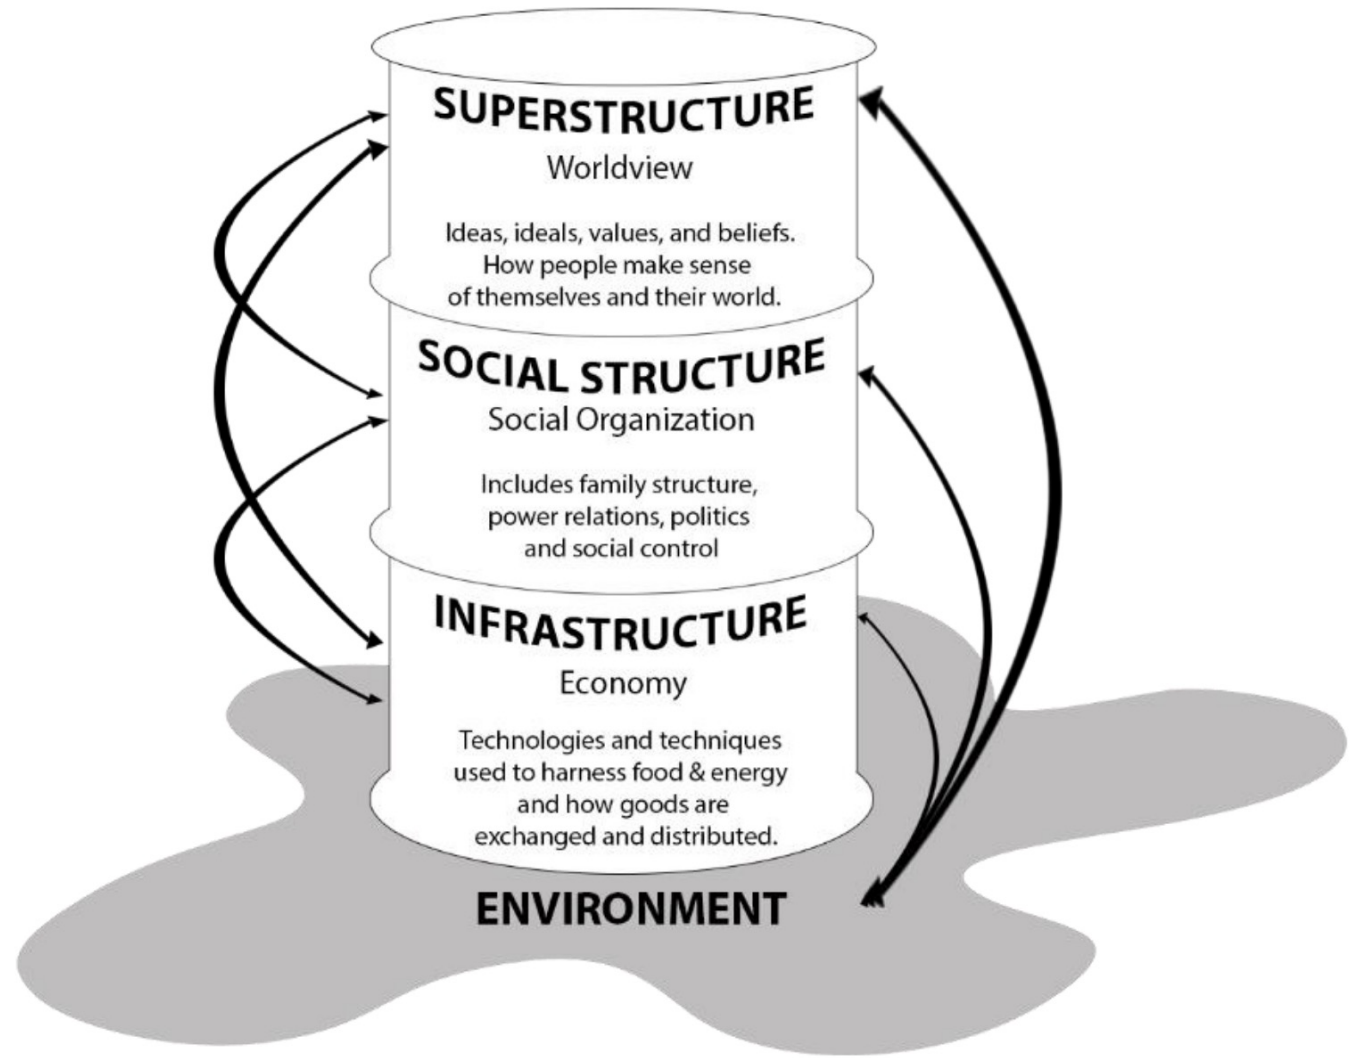 SUPERSTRUCTURE
Worldview
Ideas, ideals, values, and beliefs.
How people make sense
of themselves and their world.
SOCIAL STRUCTURE
Social Organization
Includes family structure,
power relations, politics
and social control
INFRASTRUCTURE
Economy
Technologies and techniques
used to harness food & energy
and how goods are
exchanged and distributed.
ENVIRONMENT